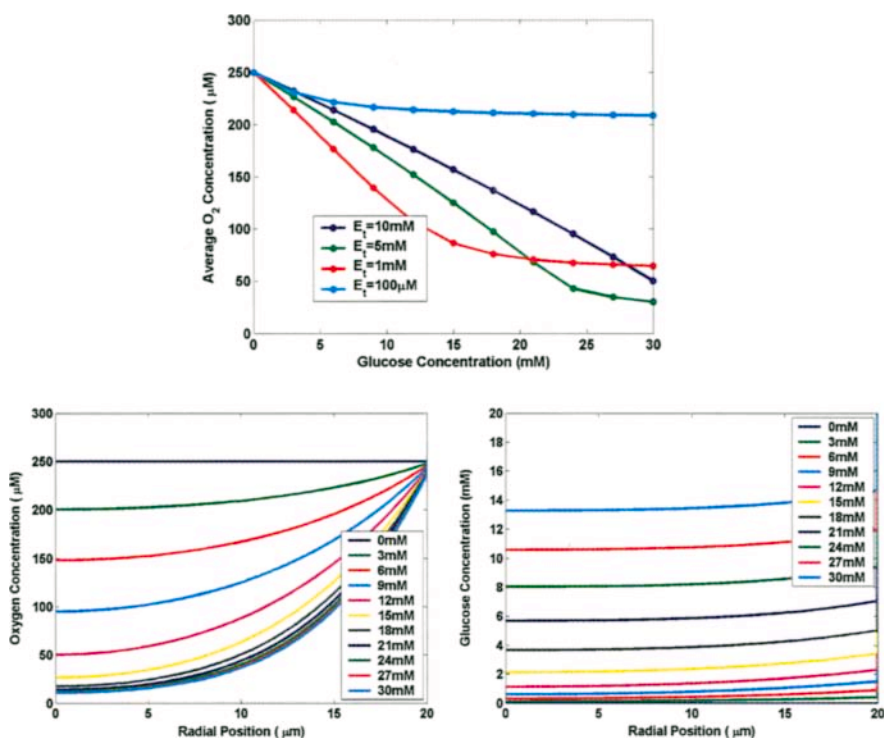 300
250
200
150
100
50
0
Average O2 Concentration ( μM)
Et=10mM
Et=5mM
Et=1mM
Et=100μM
0 5 10 15 20 25 30
Glucose Concentration (mM)
300
250
200
150
100
50
0
Oxygen Concentration ( μM)
0mM
3mM
6mM
9mM
12mM
15mM
18mM
21mM
24mM
27mM
30mM
0 5 10 15 20
Radial Position ( μm)
20
18
16
14
12
10
8
6
4
2
0
Glucose Concentration (mM)
0mM
3mM
6mM
9mM
12mM
15mM
18mM
21mM
24mM
27mM
30mM
0 5 10 15 20
Radial Position ( μm)